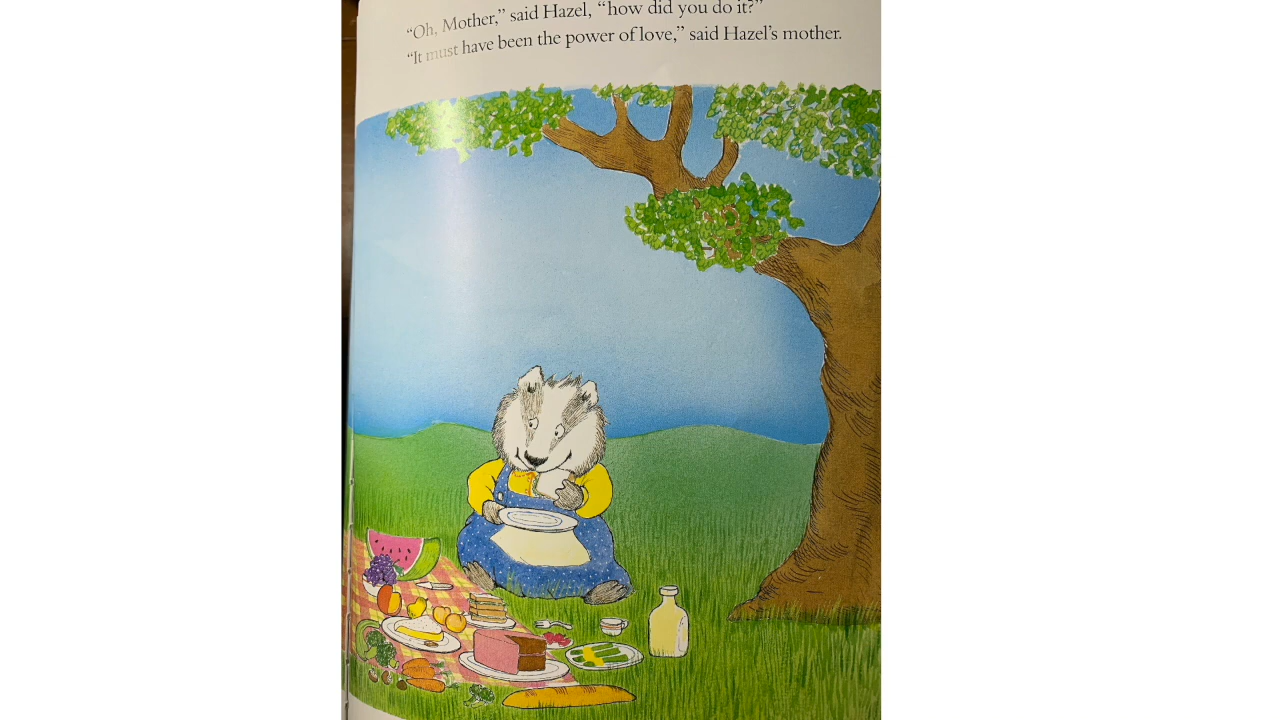 “Oh, Mother,” said Hazel, “how did you do it?”
“It must have been the power of love,” said Hazel’s mother.